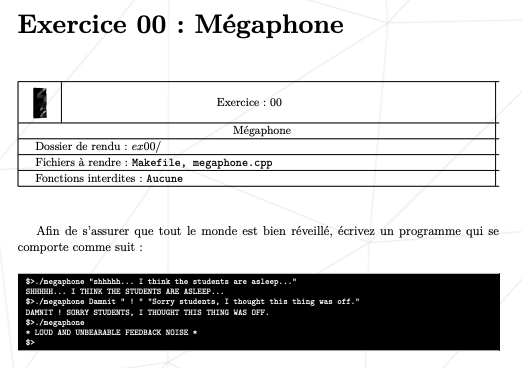 Exercice 00 : Mégaphone
Exercice : 00
Mégaphone
Dossier de rendu : ex00/
Fichiers à rendre : Makefile, megaphone.cpp
Fonctions interdites : Aucune
Afin de s'assurer que tout le monde est bien réveillé, écrivez un programme qui se
comporte comme suit :
$>./megaphone "shhhhh... I think the students are asleep..."
SHHHHH... I THINK THE STUDENTS ARE ASLEEP...
$>./megaphone Damnit " ! " "Sorry students, I thought this thing was off."
DAMNIT ! SORRY STUDENTS, I THOUGHT THIS THING WAS OFF.
$>./megaphone
* LOUD AND UNBEARABLE FEEDBACK NOISE *
$>